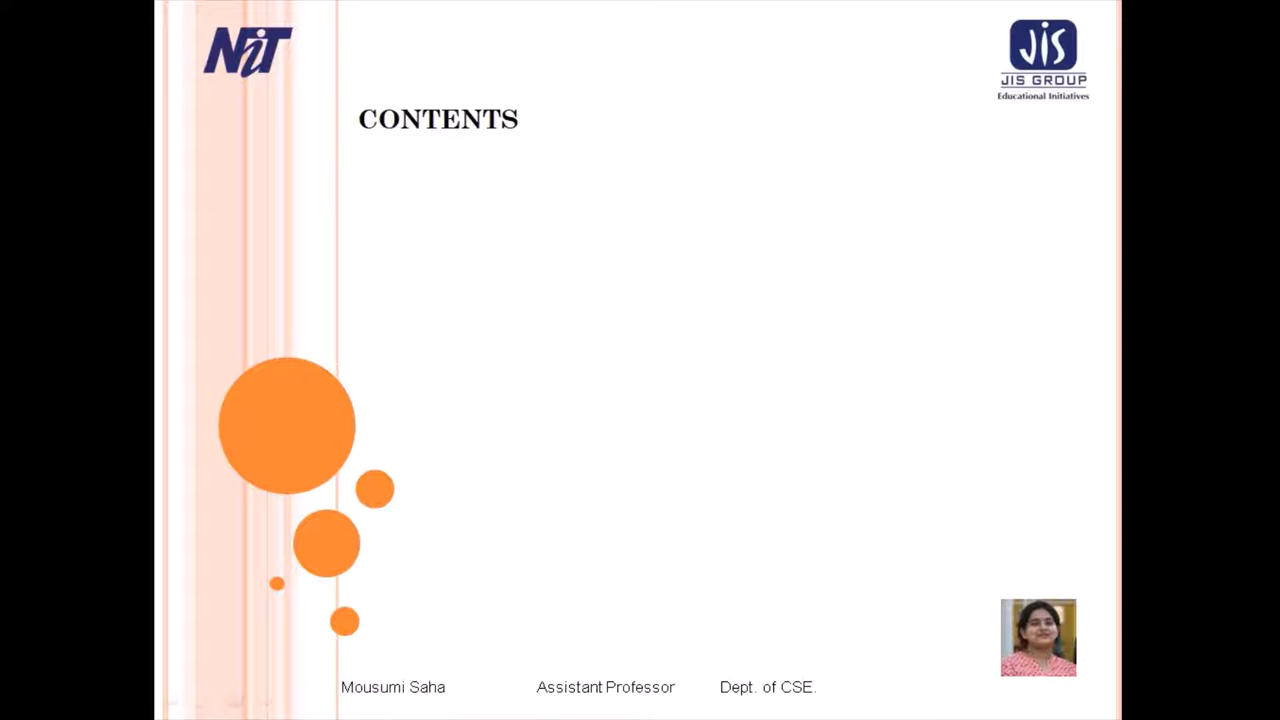 NiT
JIS
JIS GROUP
Educational Initiatives
CONTENTS
Mousumi Saha Assistant Professor Dept. of CSE.